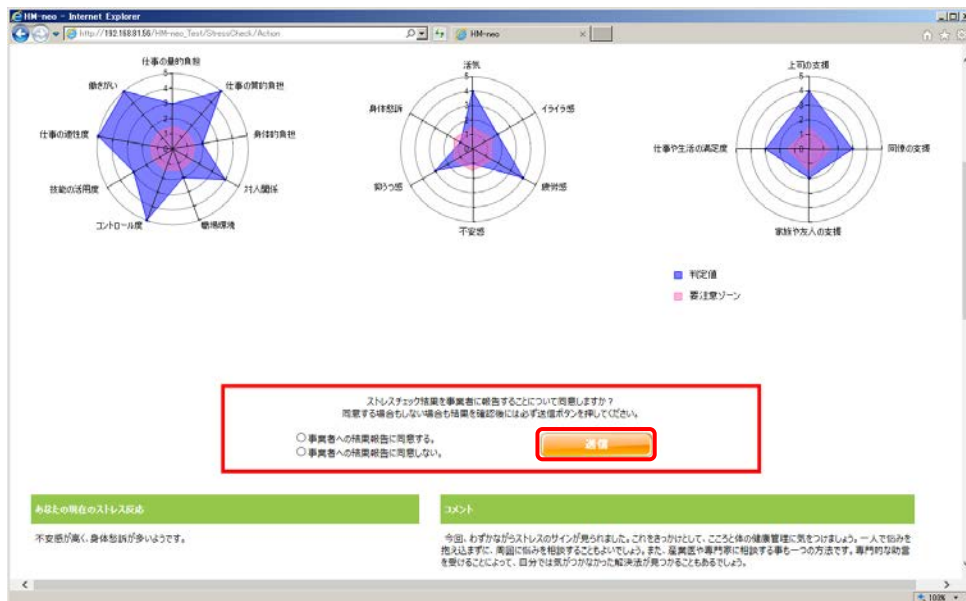 HM-neo - Internet Explorer
http://192.168.81.56/HM-neo_Test/StressCheck/Action
HM-neo
仕事の量的負担
働きがい
仕事の質的負担
仕事の適性度
身体的負担
技能の活用度
対人関係
コントロール度
職場環境
5
4
3
2
1
0
活気
身体愁訴
イライラ感
抑うつ感
疲労感
不安感
5
4
3
2
1
0
上司の支援
仕事や生活の満足度
同僚の支援
家族や友人の支援
5
4
3
2
1
0
判定値
要注意ゾーン
ストレスチェック結果を事業者に報告することについて同意しますか？
同意する場合もしない場合も結果を確認後には必ず送信ボタンを押してください。
事業者への結果報告に同意する。
事業者への結果報告に同意しない。
送信
あなたの現在のストレス反応
コメント
不安感が高く、身体愁訴が多いようです。
今回、わずかながらストレスのサインが見られました。これをきっかけとして、こころと体の健康管理に気をつけましょう。一人で悩みを
抱え込まずに、周囲に悩みを相談することもよいでしょう。また、産業医や専門家に相談する事も一つの方法です。専門的な助言
を受けることによって、自分では気がつかなかった解決法が見つかることもあるでしょう。
100%